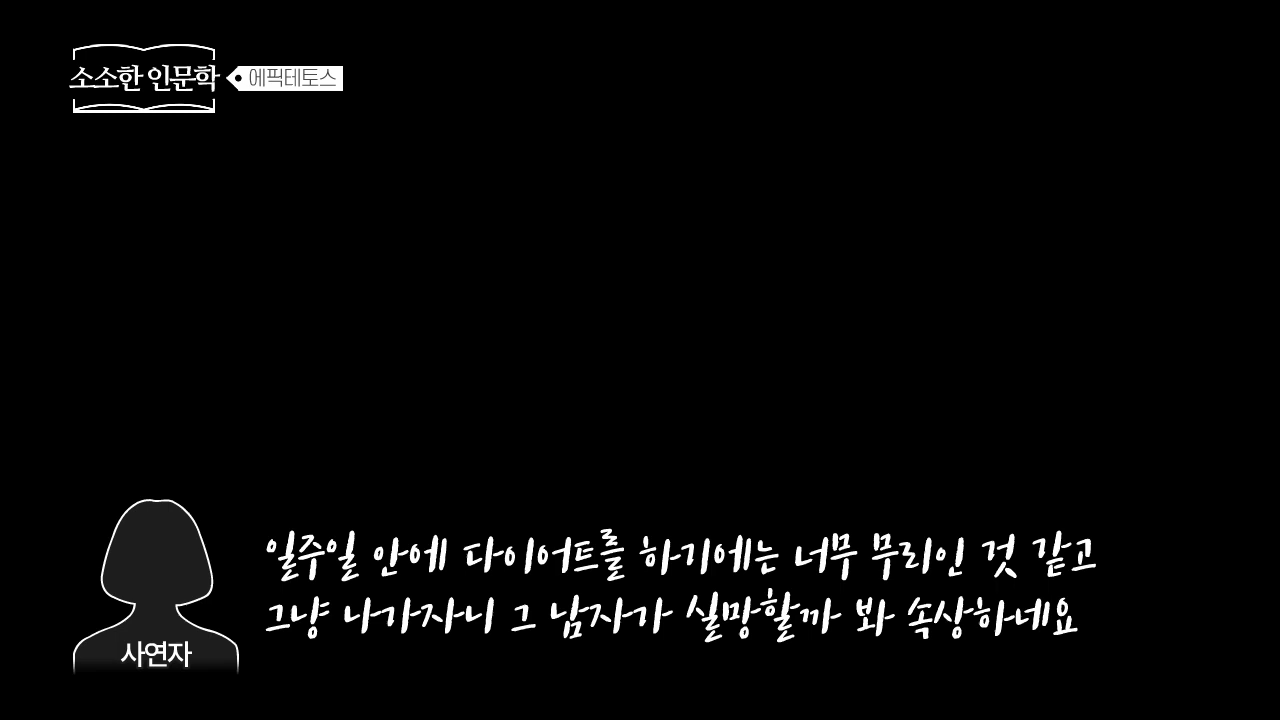 소소한 인문학
에픽테토스
일주일 안에 다이어트를 하기에는 너무 무리인 것 같고
그냥 나가자니 그 남자가 실망할까 봐 속상하네요
사연자